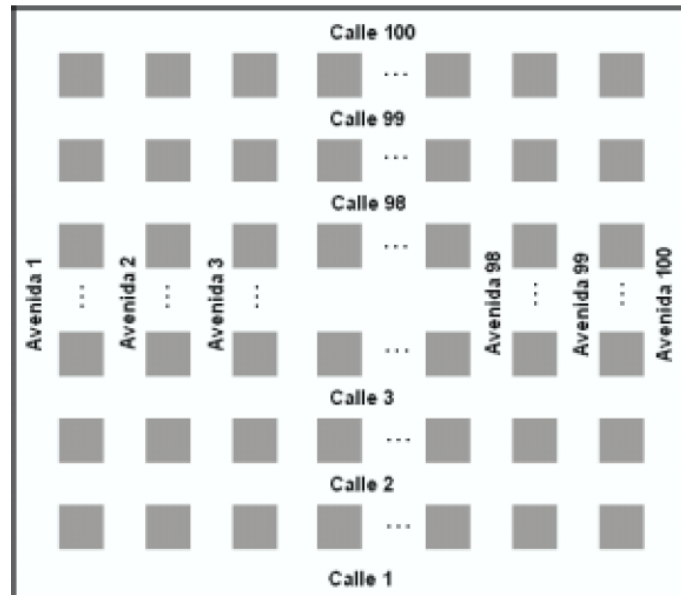 Calle 100
...
Calle 99
...
Calle 98
...
Avenida 1
Avenida 2
Avenida 3
Avenida 98
Avenida 99
Avenida 100
... ... ... ... ...
...
Calle 3
...
Calle 2
...
Calle 1